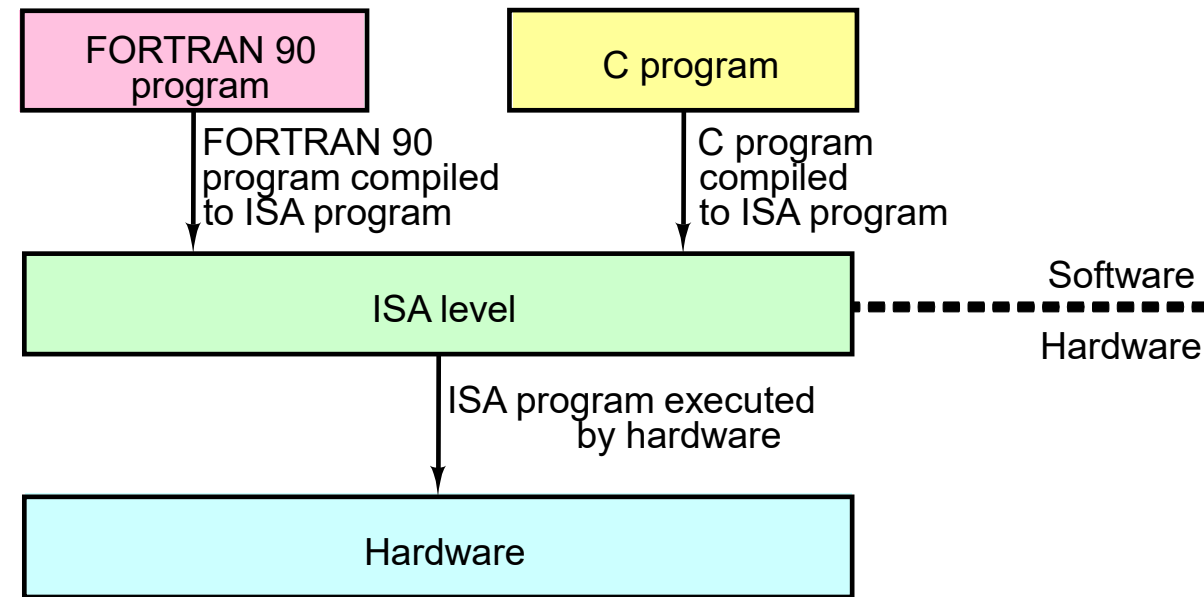 FORTRAN 90
program
C program
FORTRAN 90
program compiled
to ISA program
C program
compiled
to ISA program
Software
ISA level
Hardware
ISA program executed
by hardware
Hardware